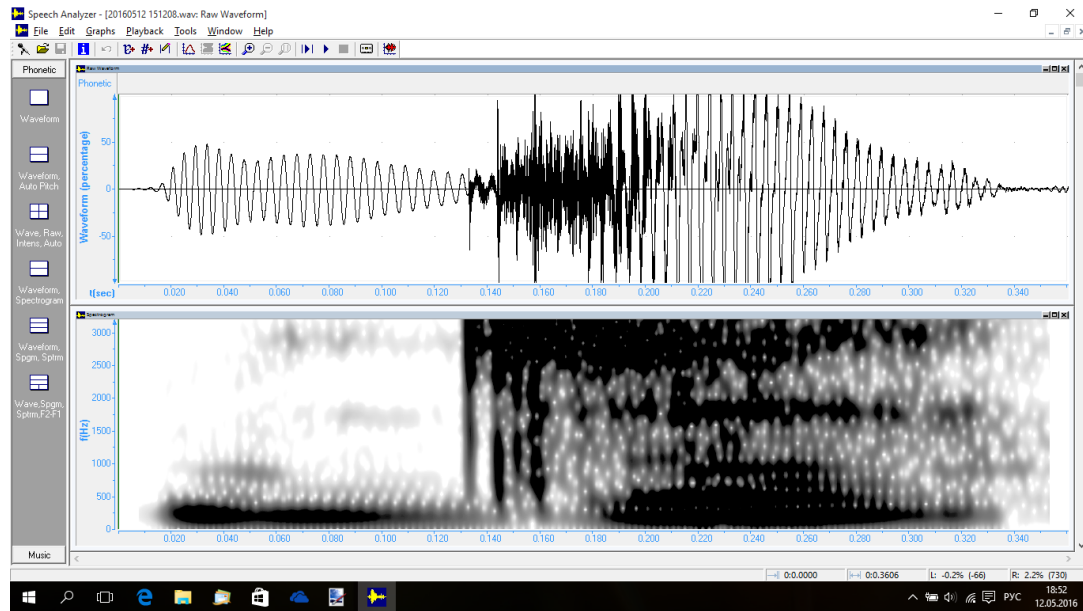 Speech Analyzer - [20160512 151208.wav: Raw Waveform]
File Edit Graphs Playback Tools Window Help
Phonetic
Waveform
Waveform, Auto Pitch
Wave, Raw, Intens, Auto
Waveform, Spectrogram
Waveform, Spgm, Sptrm
Wave,Spgm, Sptrm,F2-F1
Music
Raw Waveform
Phonetic
Waveform (percentage)
50
0
-50
t(sec) 0.020 0.040 0.060 0.080 0.100 0.120 0.140 0.160 0.180 0.200 0.220 0.240 0.260 0.280 0.300 0.320 0.340
Spectrogram
f(Hz)
3000
2500
2000
1500
1000
500
0
0.020 0.040 0.060 0.080 0.100 0.120 0.140 0.160 0.180 0.200 0.220 0.240 0.260 0.280 0.300 0.320 0.340
0:0.0000 0:0.3606 L: -0.2% (-66) R: 2.2% (730)
РУС
18:52
12.05.2016